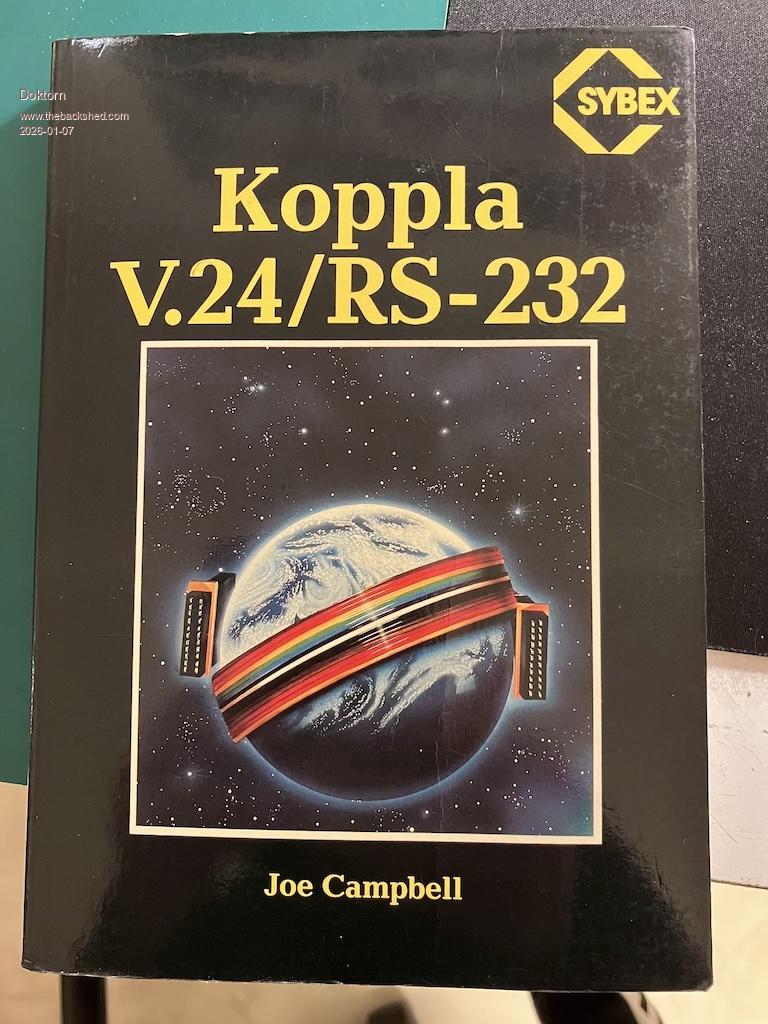 Doktorn
www.thebackshed.com
2026-01-07
SYBEX
Koppla
V.24/RS-232
Joe Campbell